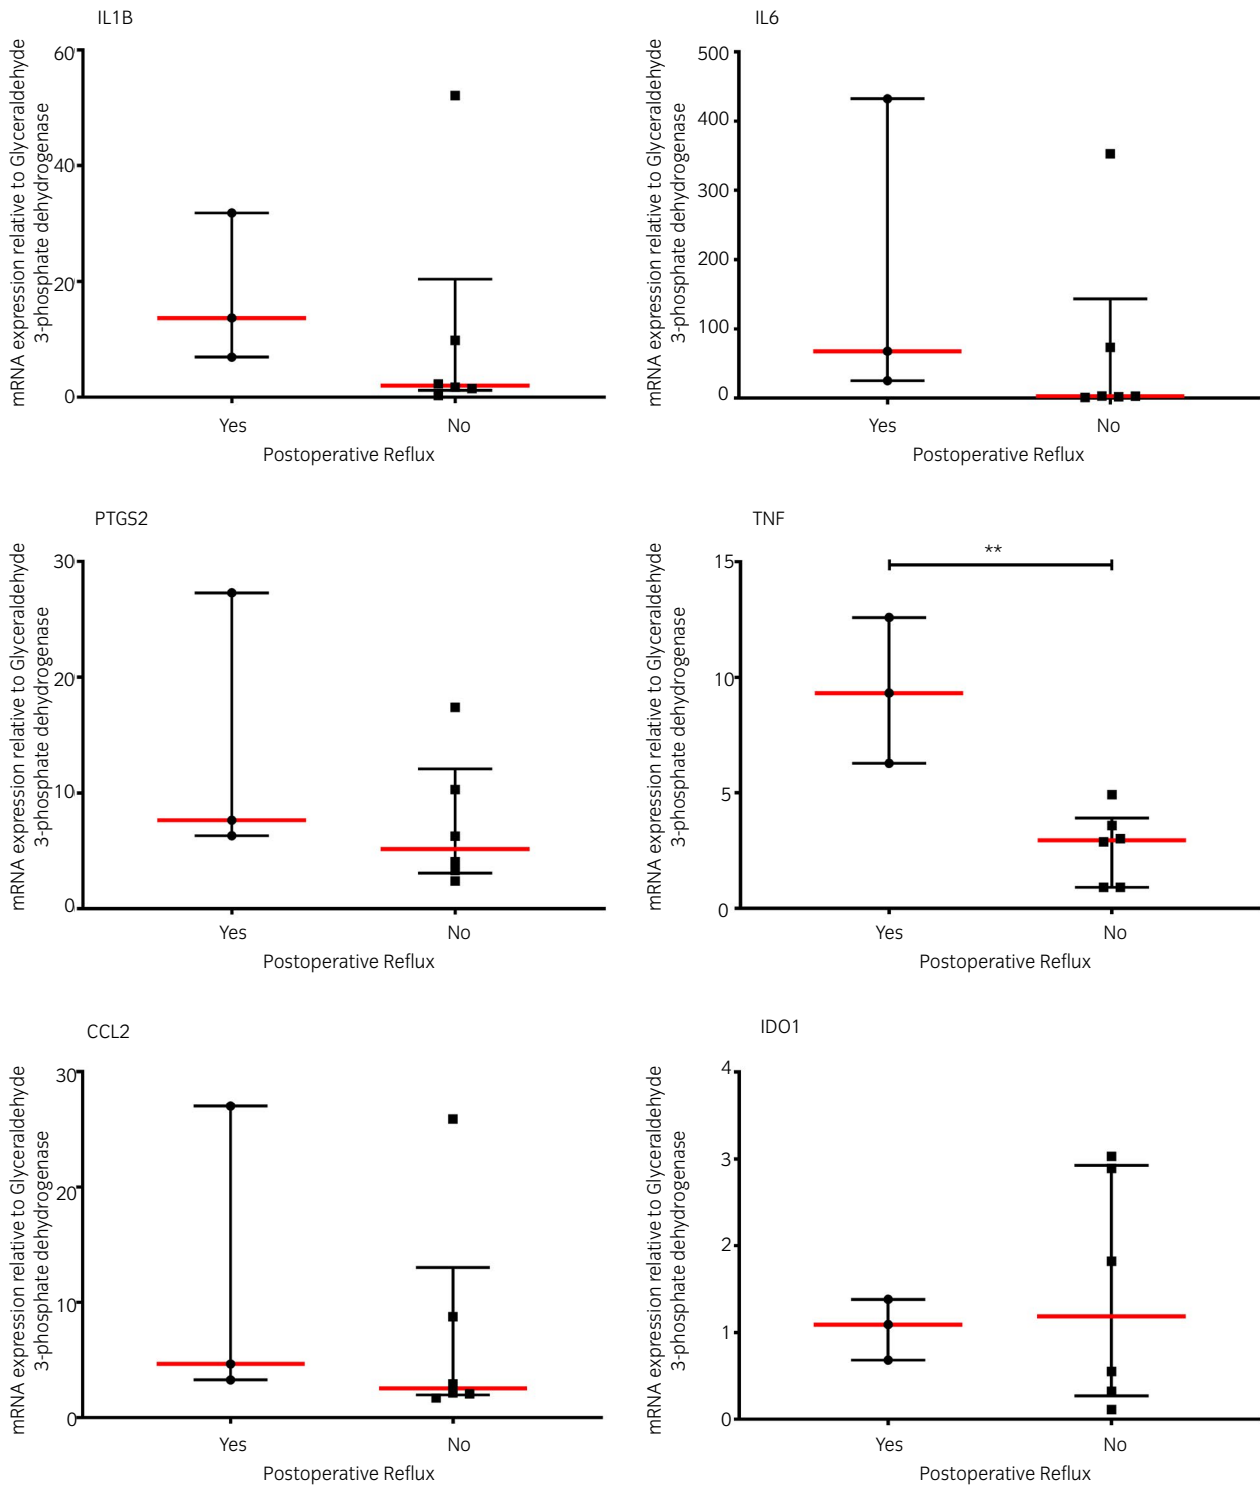 IL1B
mRNA expression relative to Glyceraldehyde
3-phosphate dehydrogenase
60
40
20
0
Yes
No
Postoperative Reflux
IL6
mRNA expression relative to Glyceraldehyde
3-phosphate dehydrogenase
500
400
300
200
100
0
Yes
No
Postoperative Reflux
PTGS2
mRNA expression relative to Glyceraldehyde
3-phosphate dehydrogenase
30
20
10
0
Yes
No
Postoperative Reflux
TNF
mRNA expression relative to Glyceraldehyde
3-phosphate dehydrogenase
15
10
5
0
**
Yes
No
Postoperative Reflux
CCL2
mRNA expression relative to Glyceraldehyde
3-phosphate dehydrogenase
30
20
10
0
Yes
No
Postoperative Reflux
IDO1
mRNA expression relative to Glyceraldehyde
3-phosphate dehydrogenase
4
3
2
1
0
Yes
No
Postoperative Reflux